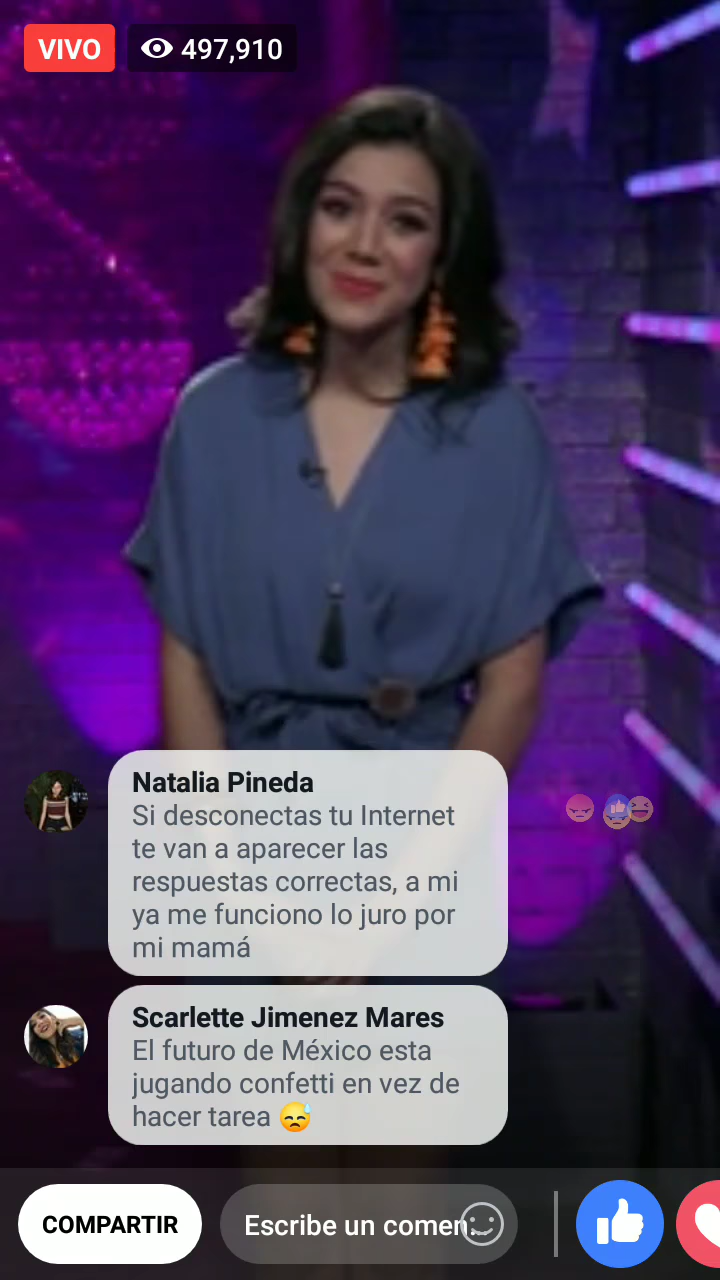 VIVO 497,910
Natalia Pineda
Si desconectas tu Internet
te van a aparecer las
respuestas correctas, a mi
ya me funciono lo juro por
mi mamá
Scarlette Jimenez Mares
El futuro de México esta
jugando confetti en vez de
hacer tarea 😓
COMPARTIR Escribe un comen.